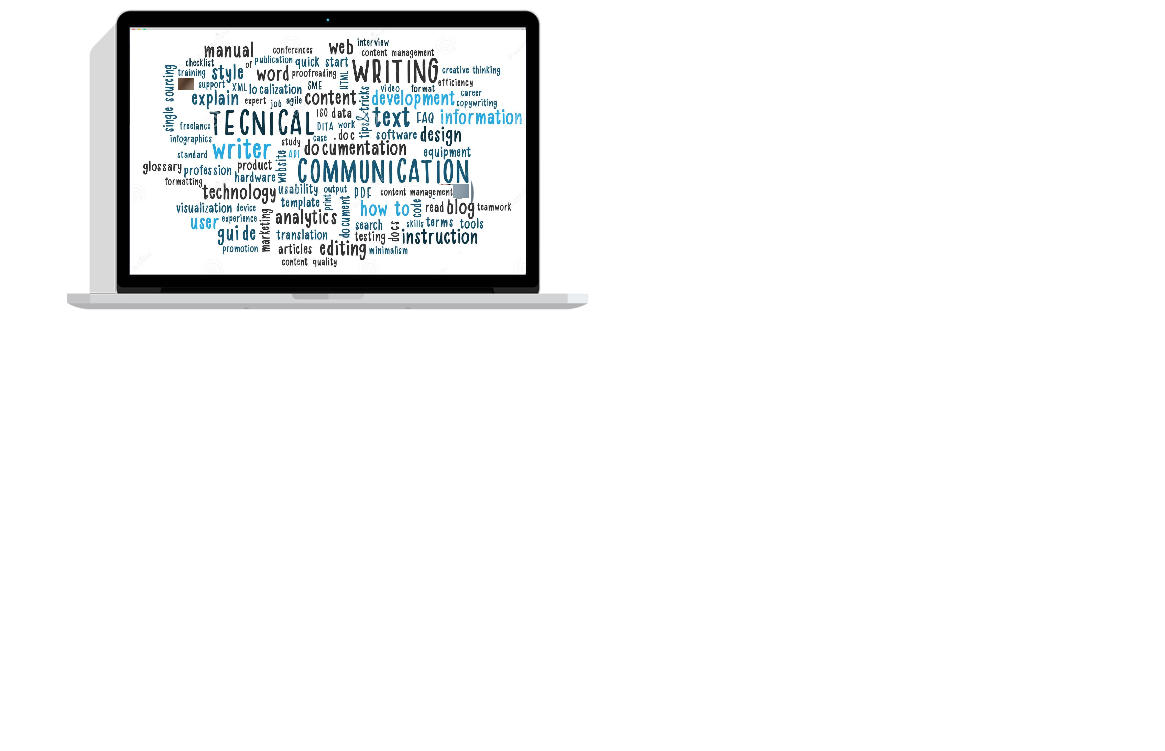 manual conferences web interview
content management
checklist of publication quick start WRITING
training style word proofreading HTML creative thinking
single sourcing support XML localization SME video format efficiency
explain expert job agile content tips&tricks development career
copywriting
TECNICAL ISO data text FAQ information
freelance DITA work
infographics study case .doc software design
standard writer API documentation equipment
glossary profession product website COMMUNICATION
formatting hardware
technology usability output PDF content management
visualization device template print document how to code read blog teamwork
user experience marketing analytics search .docs skills terms tools
guide translation testing instruction
promotion articles editing minimalism
content quality